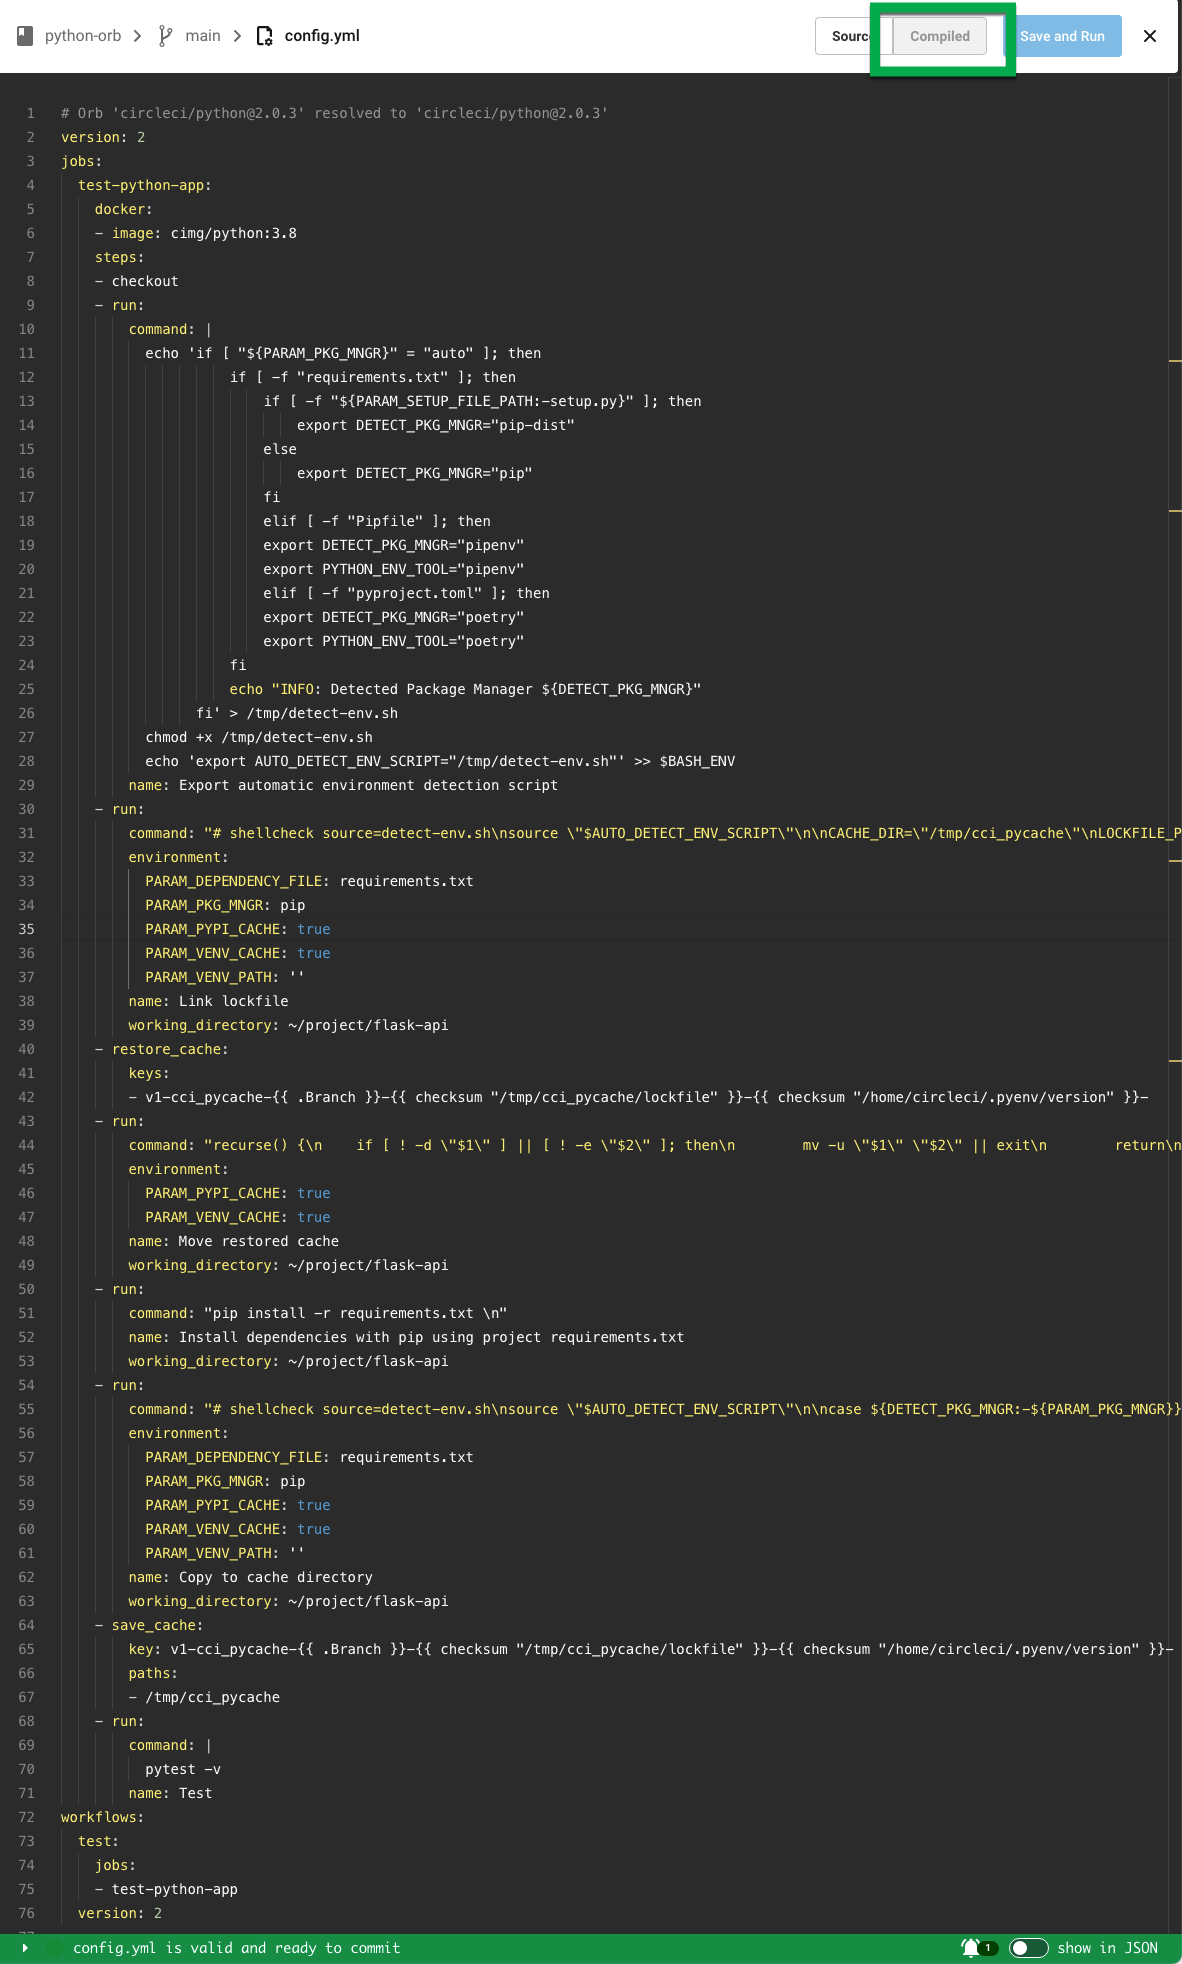 python-orb > main > config.yml Sourc Compiled Save and Run
1 # Orb 'circleci/python@2.0.3' resolved to 'circleci/python@2.0.3'
2 version: 2
3 jobs:
4 test-python-app:
5 docker:
6 - image: cimg/python:3.8
7 steps:
8 - checkout
9 - run:
10 command: |
11 echo 'if [ "${PARAM_PKG_MNGR}" = "auto" ]; then
12 if [ -f "requirements.txt" ]; then
13 if [ -f "${PARAM_SETUP_FILE_PATH:-setup.py}" ]; then
14 export DETECT_PKG_MNGR="pip-dist"
15 else
16 export DETECT_PKG_MNGR="pip"
17 fi
18 elif [ -f "Pipfile" ]; then
19 export DETECT_PKG_MNGR="pipenv"
20 export PYTHON_ENV_TOOL="pipenv"
21 elif [ -f "pyproject.toml" ]; then
22 export DETECT_PKG_MNGR="poetry"
23 export PYTHON_ENV_TOOL="poetry"
24 fi
25 echo "INFO: Detected Package Manager ${DETECT_PKG_MNGR}"
26 fi' > /tmp/detect-env.sh
27 chmod +x /tmp/detect-env.sh
28 echo 'export AUTO_DETECT_ENV_SCRIPT="/tmp/detect-env.sh"' >> $BASH_ENV
29 name: Export automatic environment detection script
30 - run:
31 command: "# shellcheck source=detect-env.sh\nsource \"$AUTO_DETECT_ENV_SCRIPT\"\n\nCACHE_DIR=\"/tmp/cci_pycache\"\nLOCKFILE_P
32 environment:
33 PARAM_DEPENDENCY_FILE: requirements.txt
34 PARAM_PKG_MNGR: pip
35 PARAM_PYPI_CACHE: true
36 PARAM_VENV_CACHE: true
37 PARAM_VENV_PATH: ''
38 name: Link lockfile
39 working_directory: ~/project/flask-api
40 - restore_cache:
41 keys:
42 - v1-cci_pycache-{{ .Branch }}-{{ checksum "/tmp/cci_pycache/lockfile" }}-{{ checksum "/home/circleci/.pyenv/version" }}-
43 - run:
44 command: "recurse() {\n    if [ ! -d \"$1\" ] || [ ! -e \"$2\" ]; then\n        mv -u \"$1\" \"$2\" || exit\n        return\n
45 environment:
46 PARAM_PYPI_CACHE: true
47 PARAM_VENV_CACHE: true
48 name: Move restored cache
49 working_directory: ~/project/flask-api
50 - run:
51 command: "pip install -r requirements.txt \n"
52 name: Install dependencies with pip using project requirements.txt
53 working_directory: ~/project/flask-api
54 - run:
55 command: "# shellcheck source=detect-env.sh\nsource \"$AUTO_DETECT_ENV_SCRIPT\"\n\ncase ${DETECT_PKG_MNGR:-${PARAM_PKG_MNGR}}
56 environment:
57 PARAM_DEPENDENCY_FILE: requirements.txt
58 PARAM_PKG_MNGR: pip
59 PARAM_PYPI_CACHE: true
60 PARAM_VENV_CACHE: true
61 PARAM_VENV_PATH: ''
62 name: Copy to cache directory
63 working_directory: ~/project/flask-api
64 - save_cache:
65 key: v1-cci_pycache-{{ .Branch }}-{{ checksum "/tmp/cci_pycache/lockfile" }}-{{ checksum "/home/circleci/.pyenv/version" }}-
66 paths:
67 - /tmp/cci_pycache
68 - run:
69 command: |
70 pytest -v
71 name: Test
72 workflows:
73 test:
74 jobs:
75 - test-python-app
76 version: 2
77
config.yml is valid and ready to commit 1 show in JSON